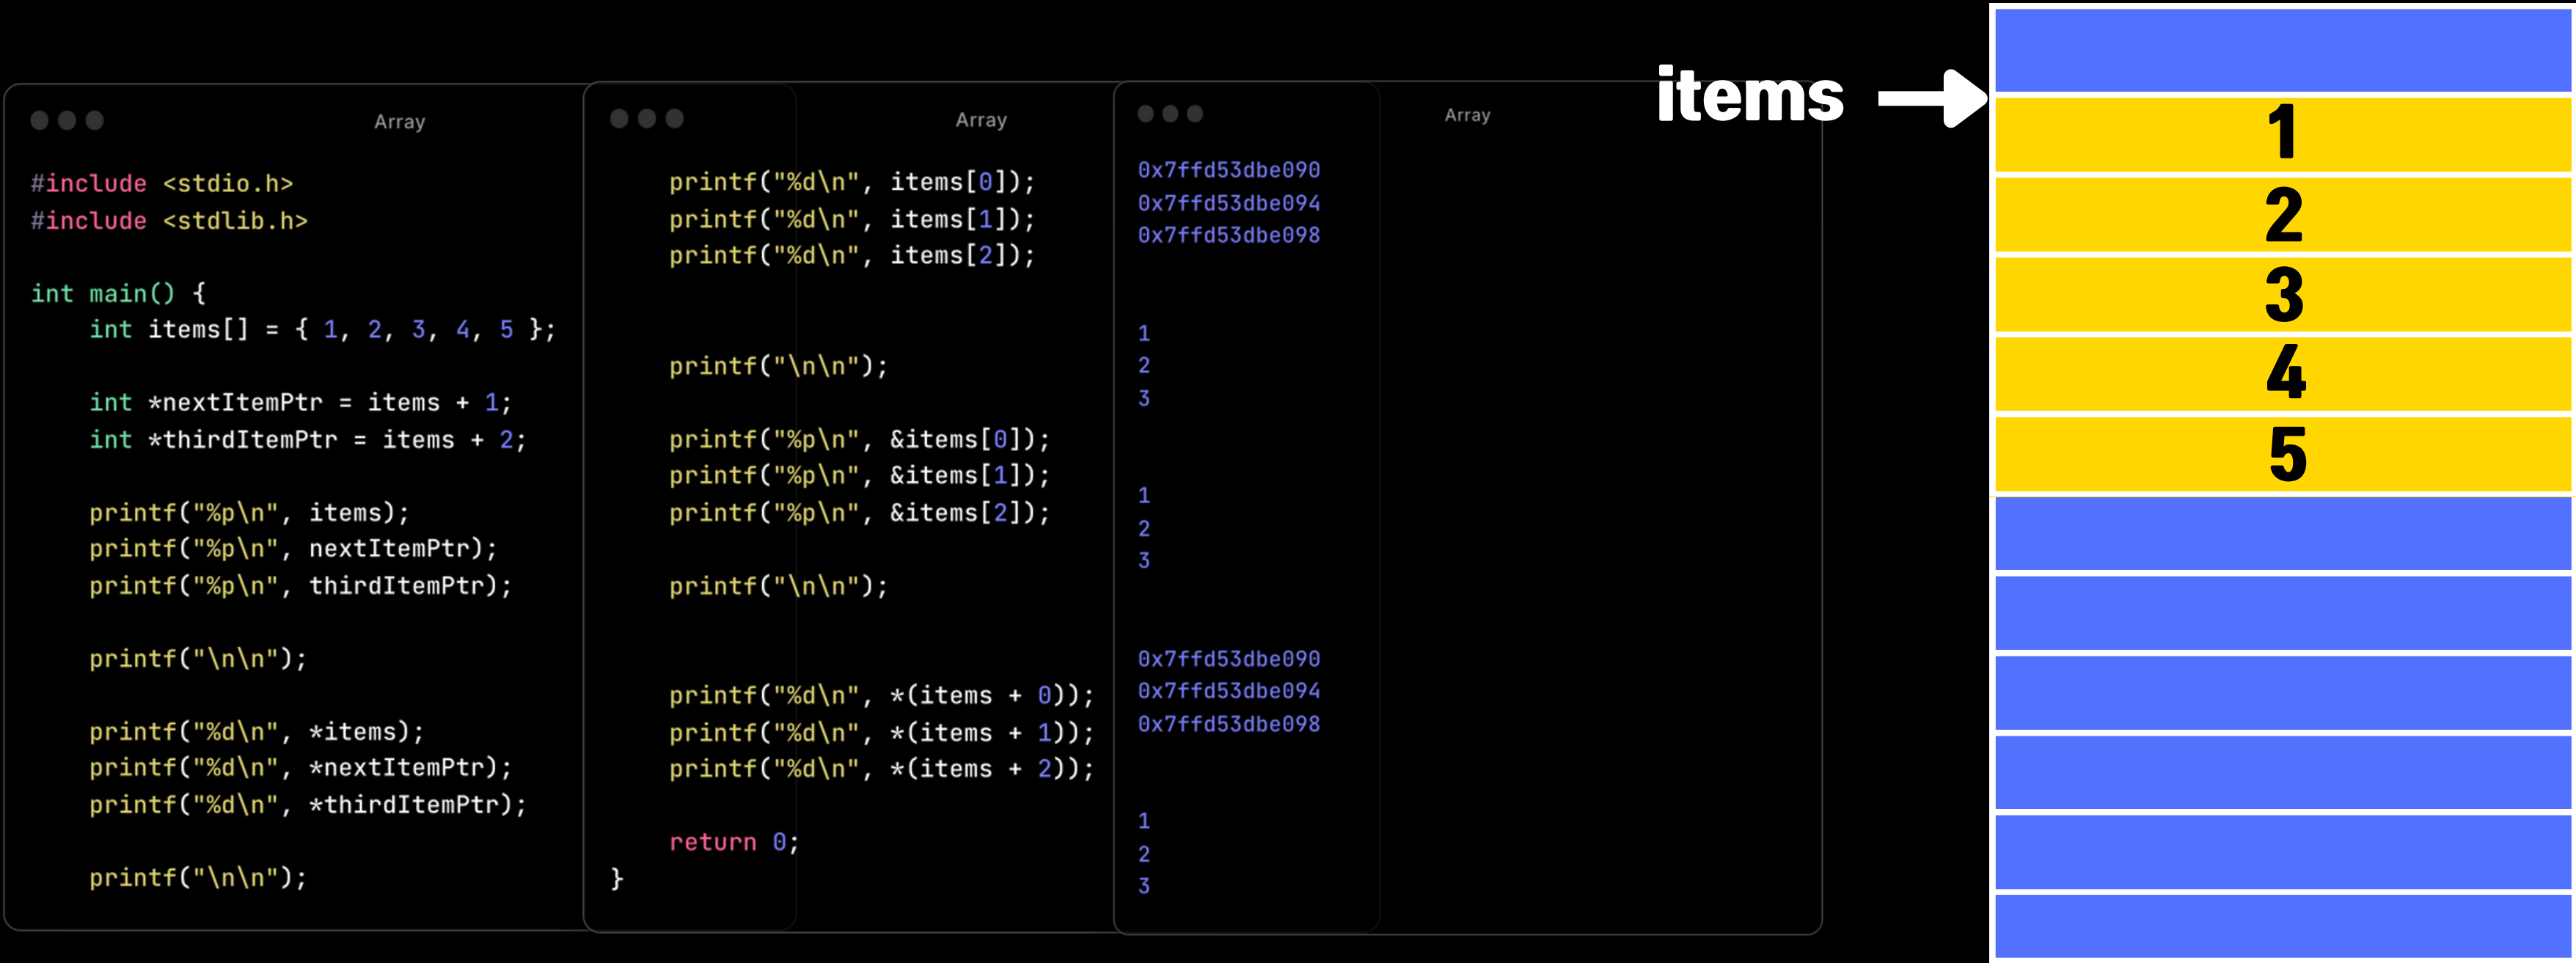 Array
#include <stdio.h>
#include <stdlib.h>
int main() {
int items[] = { 1, 2, 3, 4, 5 };
int *nextItemPtr = items + 1;
int *thirdItemPtr = items + 2;
printf("%p\n", items);
printf("%p\n", nextItemPtr);
printf("%p\n", thirdItemPtr);
printf("\n\n");
printf("%d\n", *items);
printf("%d\n", *nextItemPtr);
printf("%d\n", *thirdItemPtr);
printf("\n\n");
Array
printf("%d\n", items[0]);
printf("%d\n", items[1]);
printf("%d\n", items[2]);
printf("\n\n");
printf("%p\n", &items[0]);
printf("%p\n", &items[1]);
printf("%p\n", &items[2]);
printf("\n\n");
printf("%d\n", *(items + 0));
printf("%d\n", *(items + 1));
printf("%d\n", *(items + 2));
return 0;
}
Array
0x7ffd53dbe090
0x7ffd53dbe094
0x7ffd53dbe098
1
2
3
1
2
3
0x7ffd53dbe090
0x7ffd53dbe094
0x7ffd53dbe098
1
2
3
items
1
2
3
4
5